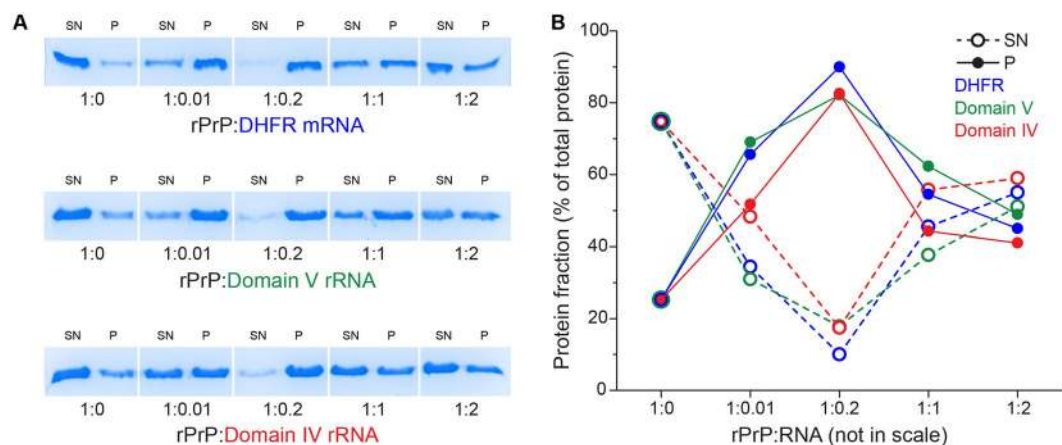 A
SN P SN P SN P SN P SN P
1:0 1:0.01 1:0.2 1:1 1:2
rPrP:DHFR mRNA
SN P SN P SN P SN P SN P
1:0 1:0.01 1:0.2 1:1 1:2
rPrP:Domain V rRNA
SN P SN P SN P SN P SN P
1:0 1:0.01 1:0.2 1:1 1:2
rPrP:Domain IV rRNA
B
Protein fraction (% of total protein)
100
80
60
40
20
0
SN
P
DHFR
Domain V
Domain IV
1:0 1:0.01 1:0.2 1:1 1:2
rPrP:RNA (not in scale)